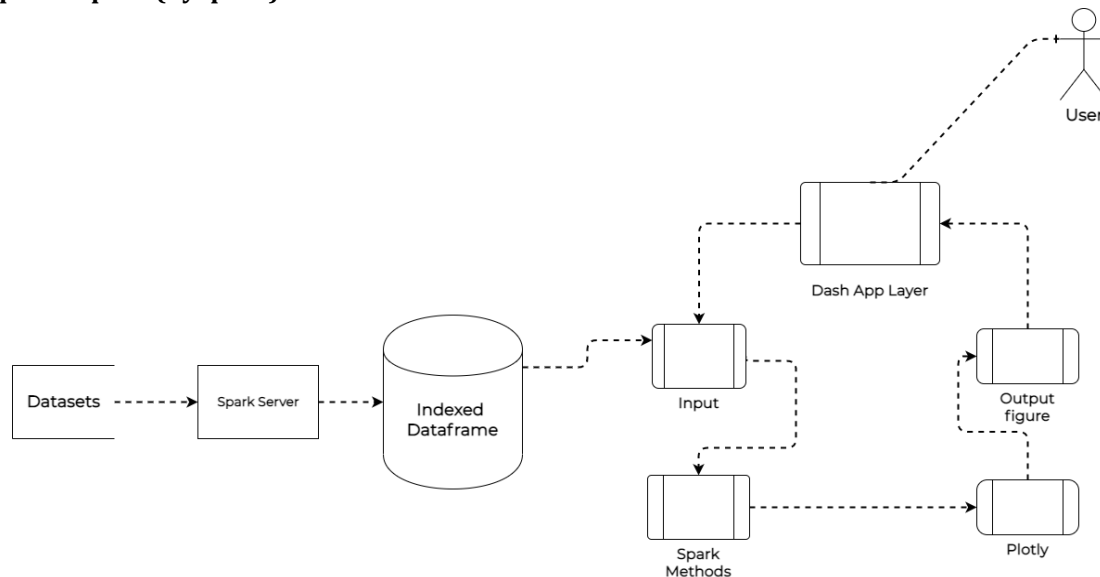 User
Dash App Layer
Datasets
Spark Server
Indexed
Dataframe
Input
Output
figure
Spark
Methods
Plotly